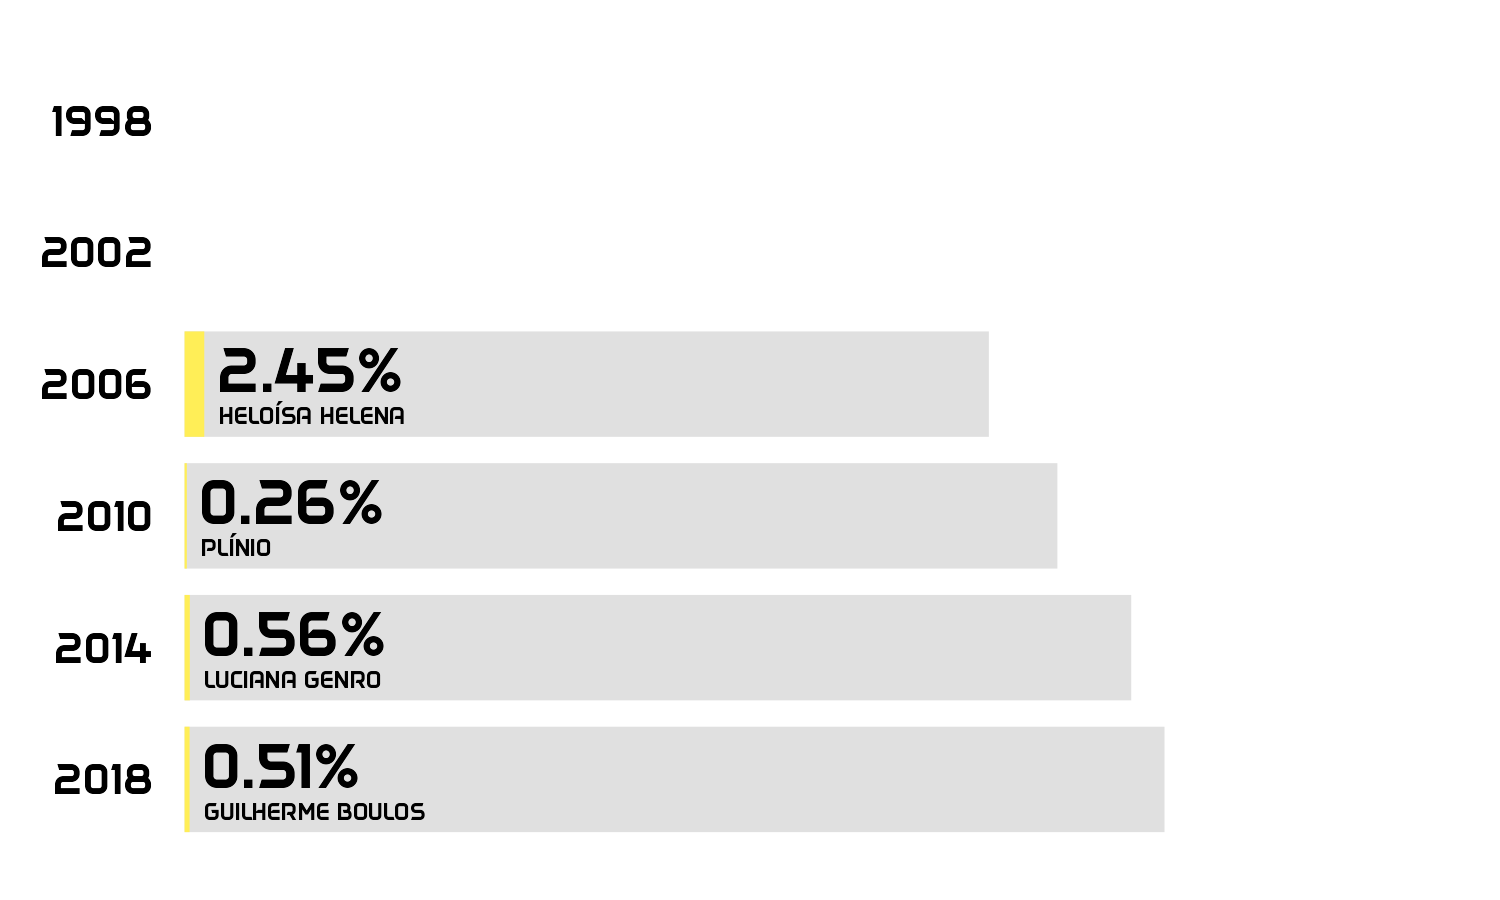 1998
2002
2006
2.45%
HELOÍSA HELENA
2010
0.26%
PLÍNIO
2014
0.56%
LUCIANA GENRO
2018
0.51%
GUILHERME BOULOS